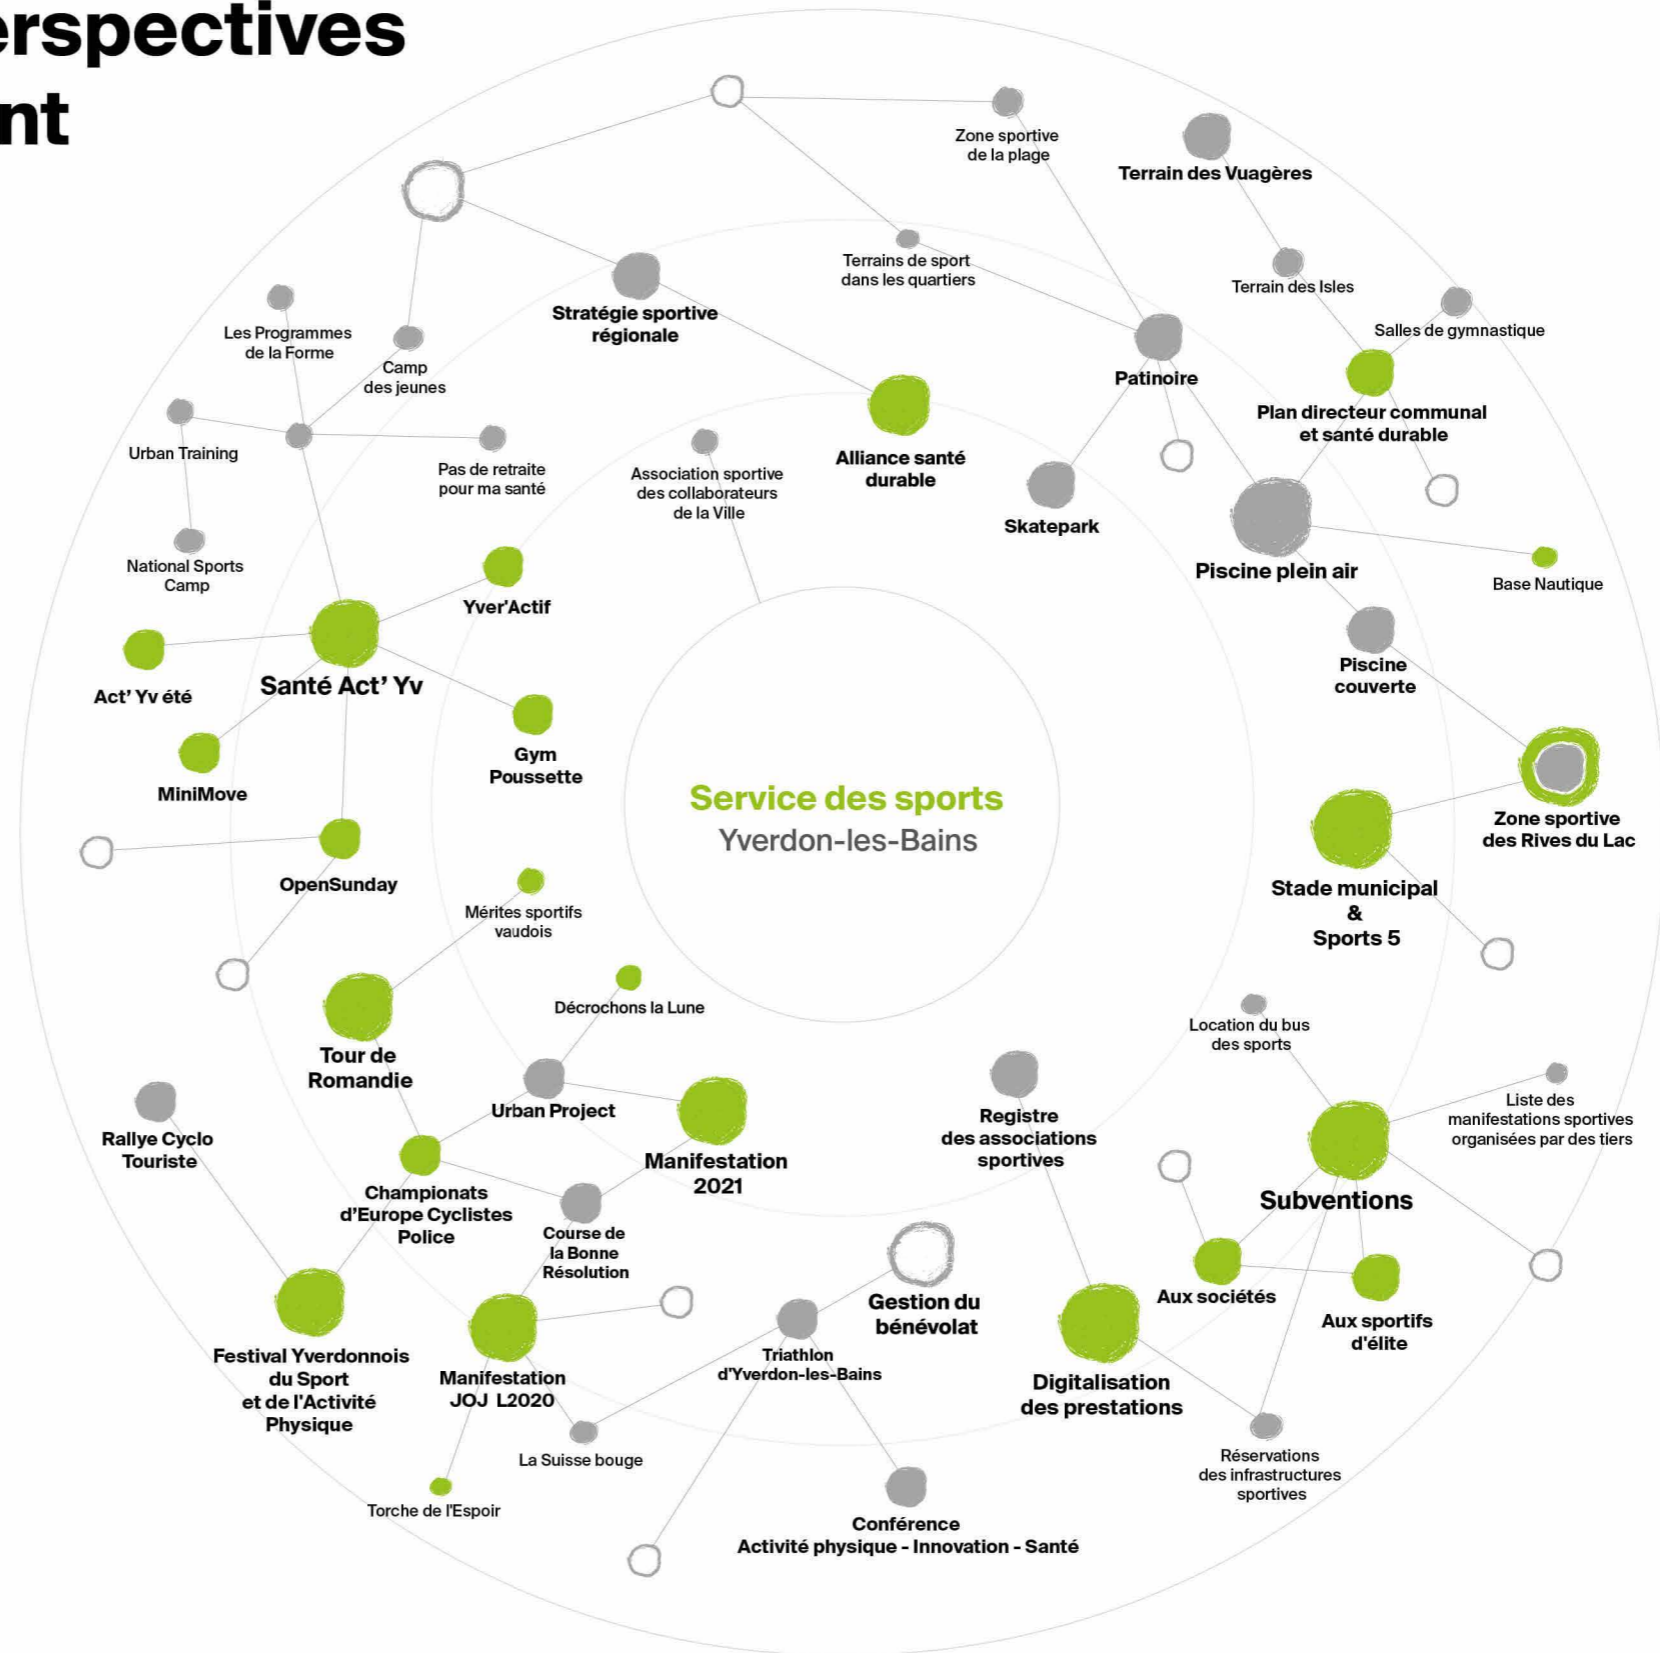 erspectives
nt
Zone sportive
de la plage
Terrain des Vuagères
Terrains de sport
dans les quartiers
Terrain des Isles
Stratégie sportive
régionale
Salles de gymnastique
Les Programmes
de la Forme
Camp
des jeunes
Patinoire
Plan directeur communal
et santé durable
Urban Training
Pas de retraite
pour ma santé
Association sportive
des collaborateurs
de la Ville
Alliance santé
durable
Skatepark
National Sports
Camp
Yver'Actif
Piscine plein air
Base Nautique
Act' Yv été
Santé Act' Yv
Piscine
couverte
Gym
Poussette
MiniMove
Service des sports
Yverdon-les-Bains
Zone sportive
des Rives du Lac
OpenSunday
Stade municipal
&
Sports 5
Mérites sportifs
vaudois
Décrochons la Lune
Location du bus
des sports
Tour de
Romandie
Urban Project
Registre
des associations
sportives
Liste des
manifestations sportives
organisées par des tiers
Rallye Cyclo
Touriste
Manifestation
2021
Subventions
Championats
d'Europe Cyclistes
Police
Course de
la Bonne
Résolution
Gestion du
bénévolat
Aux sociétés
Aux sportifs
d'élite
Festival Yverdonnois
du Sport
et de l'Activité
Physique
Manifestation
JOJ L2020
Triathlon
d'Yverdon-les-Bains
Digitalisation
des prestations
La Suisse bouge
Réservations
des infrastructures
sportives
Torche de l'Espoir
Conférence
Activité physique - Innovation - Santé